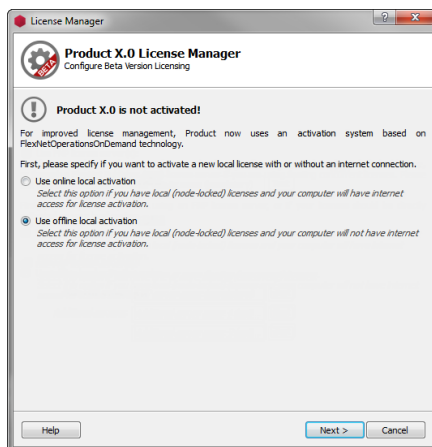 License Manager
?
X
Product X.0 License Manager
Configure Beta Version Licensing
BETA
!
Product X.0 is not activated!
For improved license management, Product now uses an activation system based on
FlexNetOperationsOnDemand technology.
First, please specify if you want to activate a new local license with or without an internet connection.
Use online local activation
Select this option if you have local (node-locked) licenses and your computer will have internet
access for license activation.
Use offline local activation
Select this option if you have local (node-locked) licenses and your computer will not have internet
access for license activation.
Help
Next >
Cancel